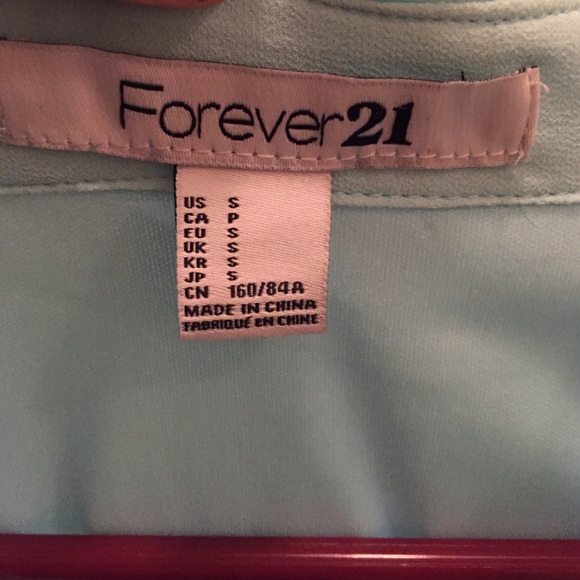 Forever21
US S
CA P
EU S
UK S
KR S
JP S
CN 160/84A
MADE IN CHINA
FABRIQUÉ EN CHINE